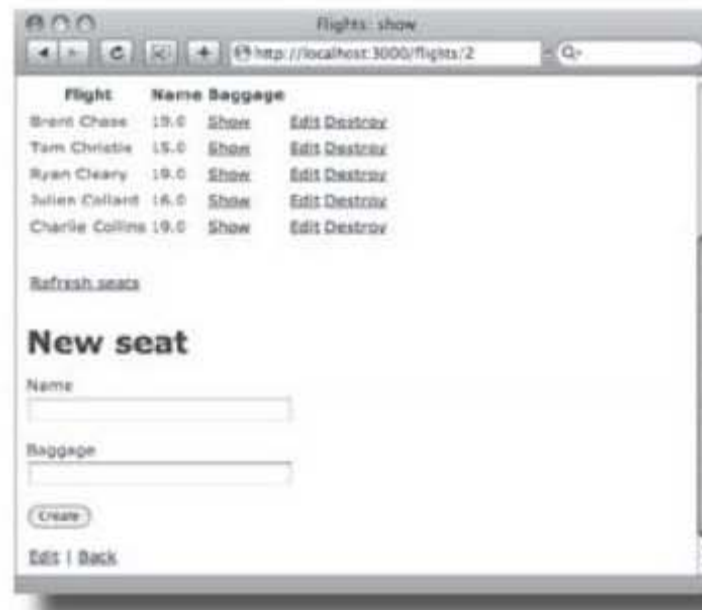 Flights: show
http://localhost:3000/flights/2
Flight Name Baggage
Brent Chase 19.0 Show Edit Destroy
Tom Christie 15.0 Show Edit Destroy
Ryan Cleary 19.0 Show Edit Destroy
Julien Collard 16.0 Show Edit Destroy
Charlie Collins 19.0 Show Edit Destroy
Refresh seats
New seat
Name
Baggage
Create
Edit | Back